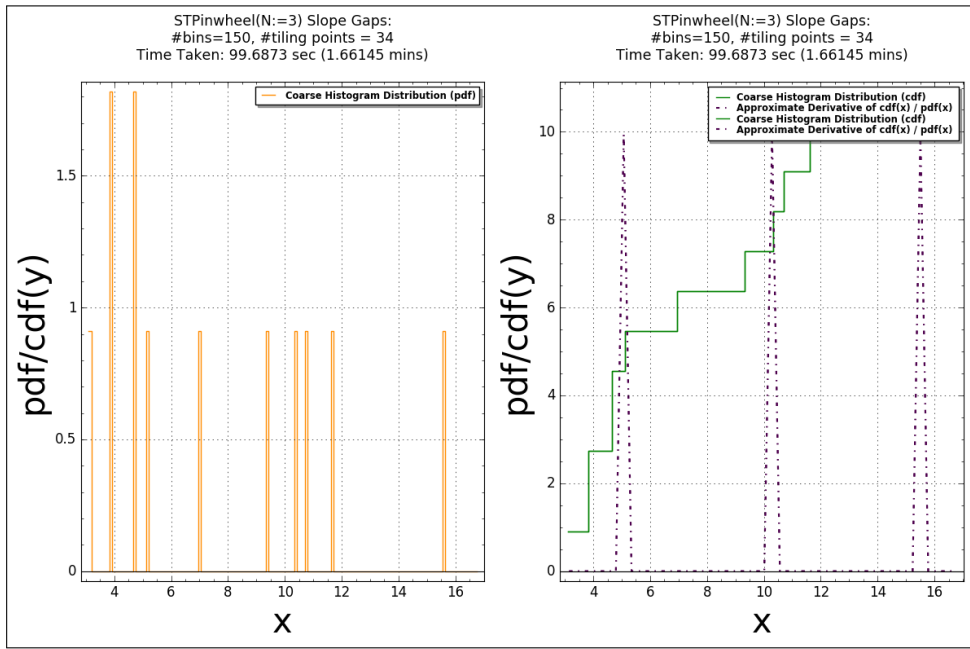 STPinwheel(N:=3) Slope Gaps:
#bins=150, #tiling points = 34
Time Taken: 99.6873 sec (1.66145 mins)
Coarse Histogram Distribution (pdf)
1.5
1
0.5
0
4
6
8
10
12
14
16
pdf/cdf(y)
x
STPinwheel(N:=3) Slope Gaps:
#bins=150, #tiling points = 34
Time Taken: 99.6873 sec (1.66145 mins)
Coarse Histogram Distribution (cdf)
Approximate Derivative of cdf(x) / pdf(x)
Coarse Histogram Distribution (cdf)
Approximate Derivative of cdf(x) / pdf(x)
10
8
6
4
2
0
4
6
8
10
12
14
16
pdf/cdf(y)
x